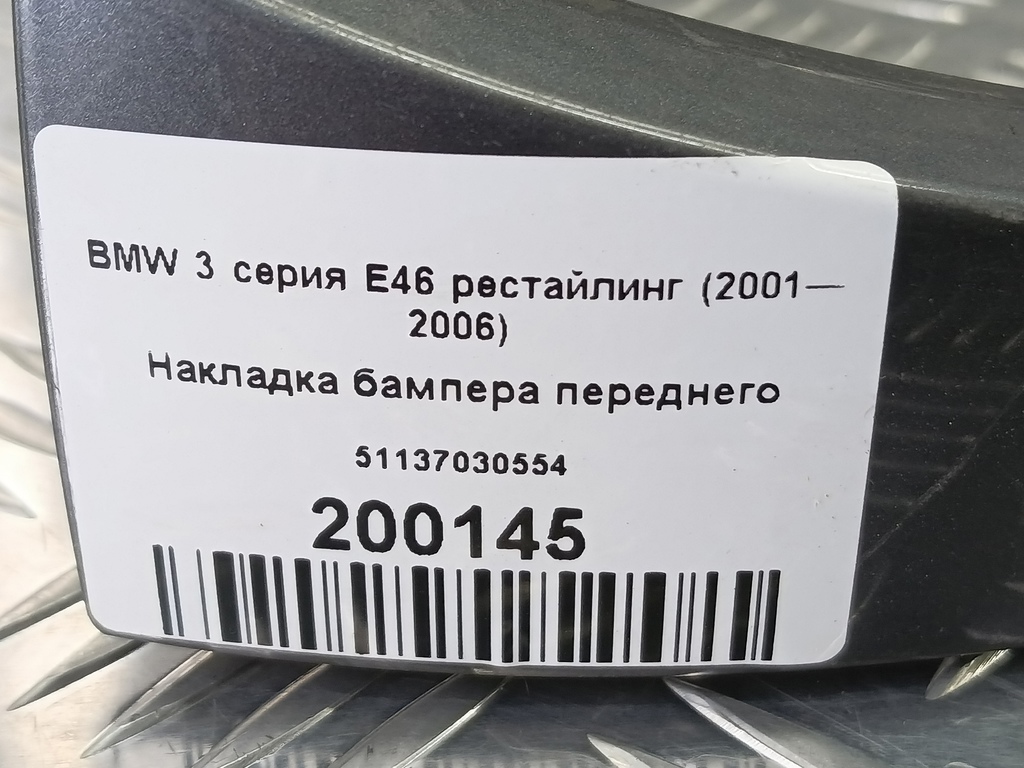 BMW 3 серия E46 рестайлинг (2001—
2006)
Накладка бампера переднего
51137030554
200145